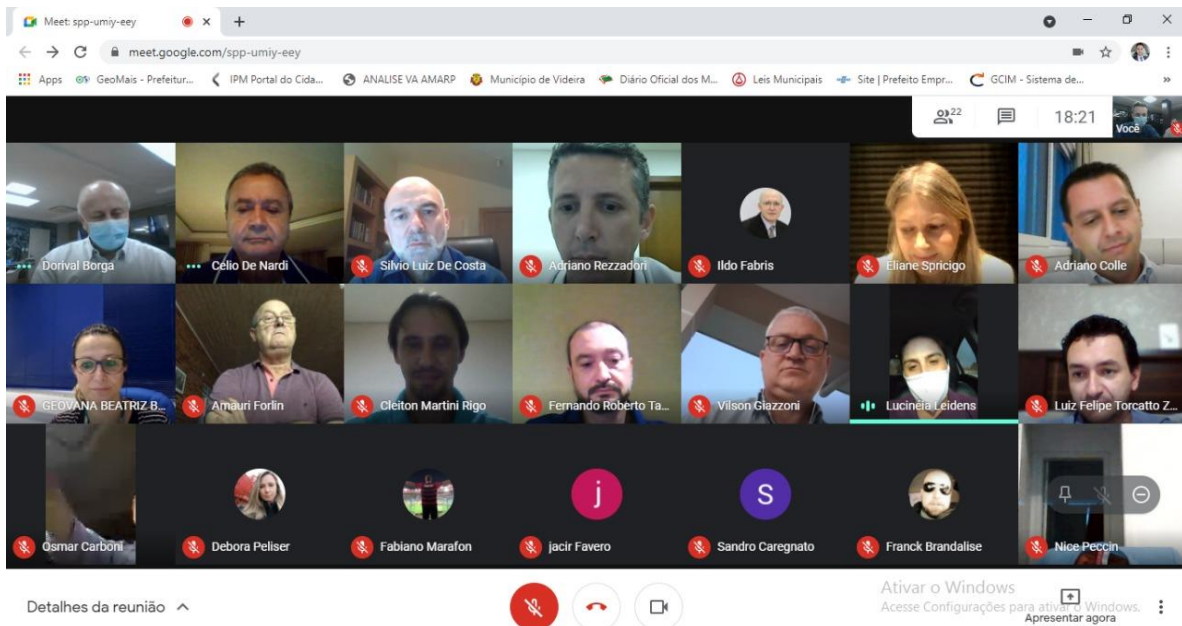 Meet: spp-umiy-eey
meet.google.com/spp-umiy-eey
Apps GeoMais - Prefeitur... IPM Portal do Cida... ANALISE VA AMARP Município de Videira Diário Oficial dos M... Leis Municipais Site | Prefeito Empr... GCIM - Sistema de... »
22 18:21 Você
Dorival Borga Célio De Nardi Silvio Luiz De Costa Adriano Rezzadori Ildo Fabris Eliane Spricigo Adriano Colle
GEOVANA BEATRIZ B... Amauri Forlin Cleiton Martini Rigo Fernando Roberto Ta... Vilson Giazzoni Lucinéia Leidens Luiz Felipe Torcatto Z...
j S
Osmar Carboni Debora Peliser Fabiano Marafon jacir Favero Sandro Caregnato Franck Brandalise Nice Peccin
Detalhes da reunião
Ativar o Windows
Acesse Configurações para ativar o Windows.
Apresentar agora